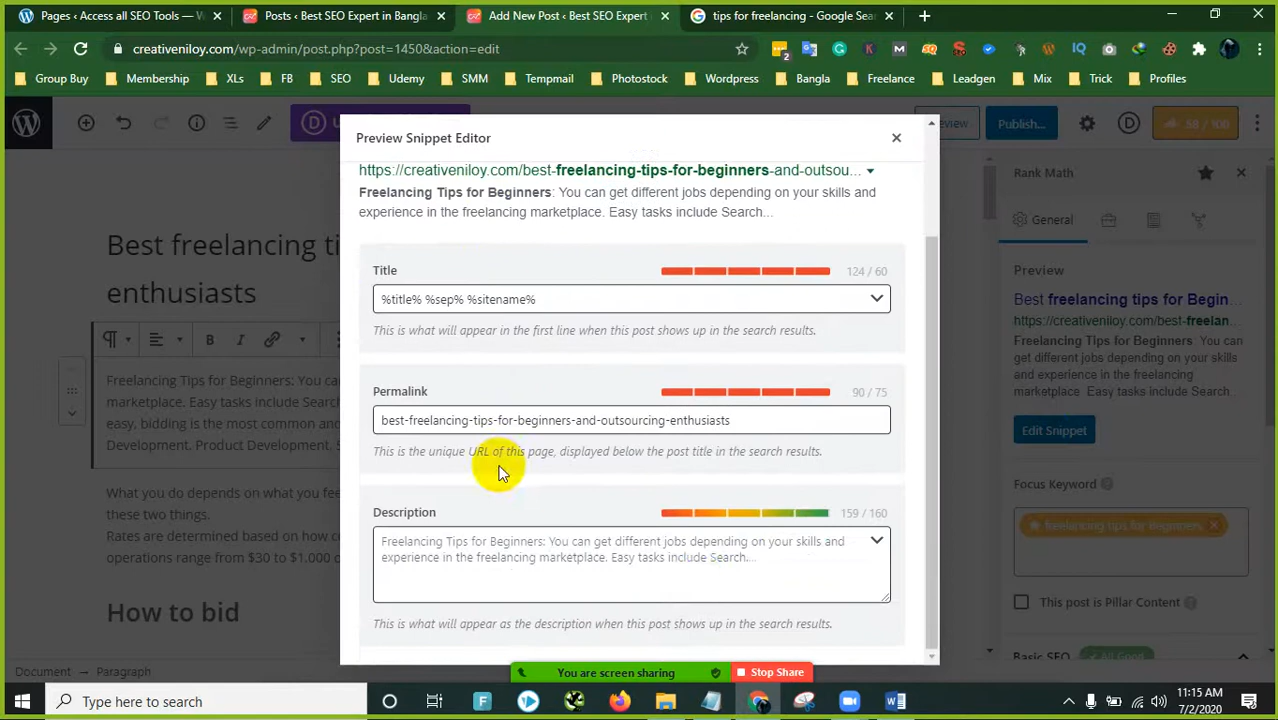 Pages ‹ Access all SEO Tools — W
Posts ‹ Best SEO Expert in Bangla
Add New Post ‹ Best SEO Expert
tips for freelancing - Google Sea
creativeniloy.com/wp-admin/post.php?post=1450&action=edit
Group Buy
Membership
XLs
FB
SEO
Udemy
SMM
Tempmail
Photostock
Wordpress
Bangla
Freelance
Leadgen
Mix
Trick
Profiles
Preview
Publish...
58 / 100
Preview Snippet Editor
https://creativeniloy.com/best-freelancing-tips-for-beginners-and-outsou...
Freelancing Tips for Beginners: You can get different jobs depending on your skills and
experience in the freelancing marketplace. Easy tasks include Search...
Title
124 / 60
%title% %sep% %sitename%
This is what will appear in the first line when this post shows up in the search results.
Permalink
90 / 75
best-freelancing-tips-for-beginners-and-outsourcing-enthusiasts
This is the unique URL of this page, displayed below the post title in the search results.
Description
159 / 160
Freelancing Tips for Beginners: You can get different jobs depending on your skills and
experience in the freelancing marketplace. Easy tasks include Search...
This is what will appear as the description when this post shows up in the search results.
Best freelancing ti
enthusiasts
Freelancing Tips for Beginners: You ca
marketplace. Easy tasks include Searc
easy, bidding is the most common and
Development, Product Development, S
What you do depends on what you fee
these two things.
Rates are determined based on how c
operations range from $30 to $1,000 o
How to bid
Document → Paragraph
Rank Math
General
Preview
Best freelancing tips for Begin...
https://creativeniloy.com/best-freelan...
Freelancing Tips for Beginners: You can
get different jobs depending on your skills
and experience in the freelancing
marketplace. Easy tasks include Search...
Edit Snippet
Focus Keyword
freelancing tip for beginners
This post is Pillar Content
Basic SEO
All Good
You are screen sharing
Stop Share
Type here to search
11:15 AM
7/2/2020